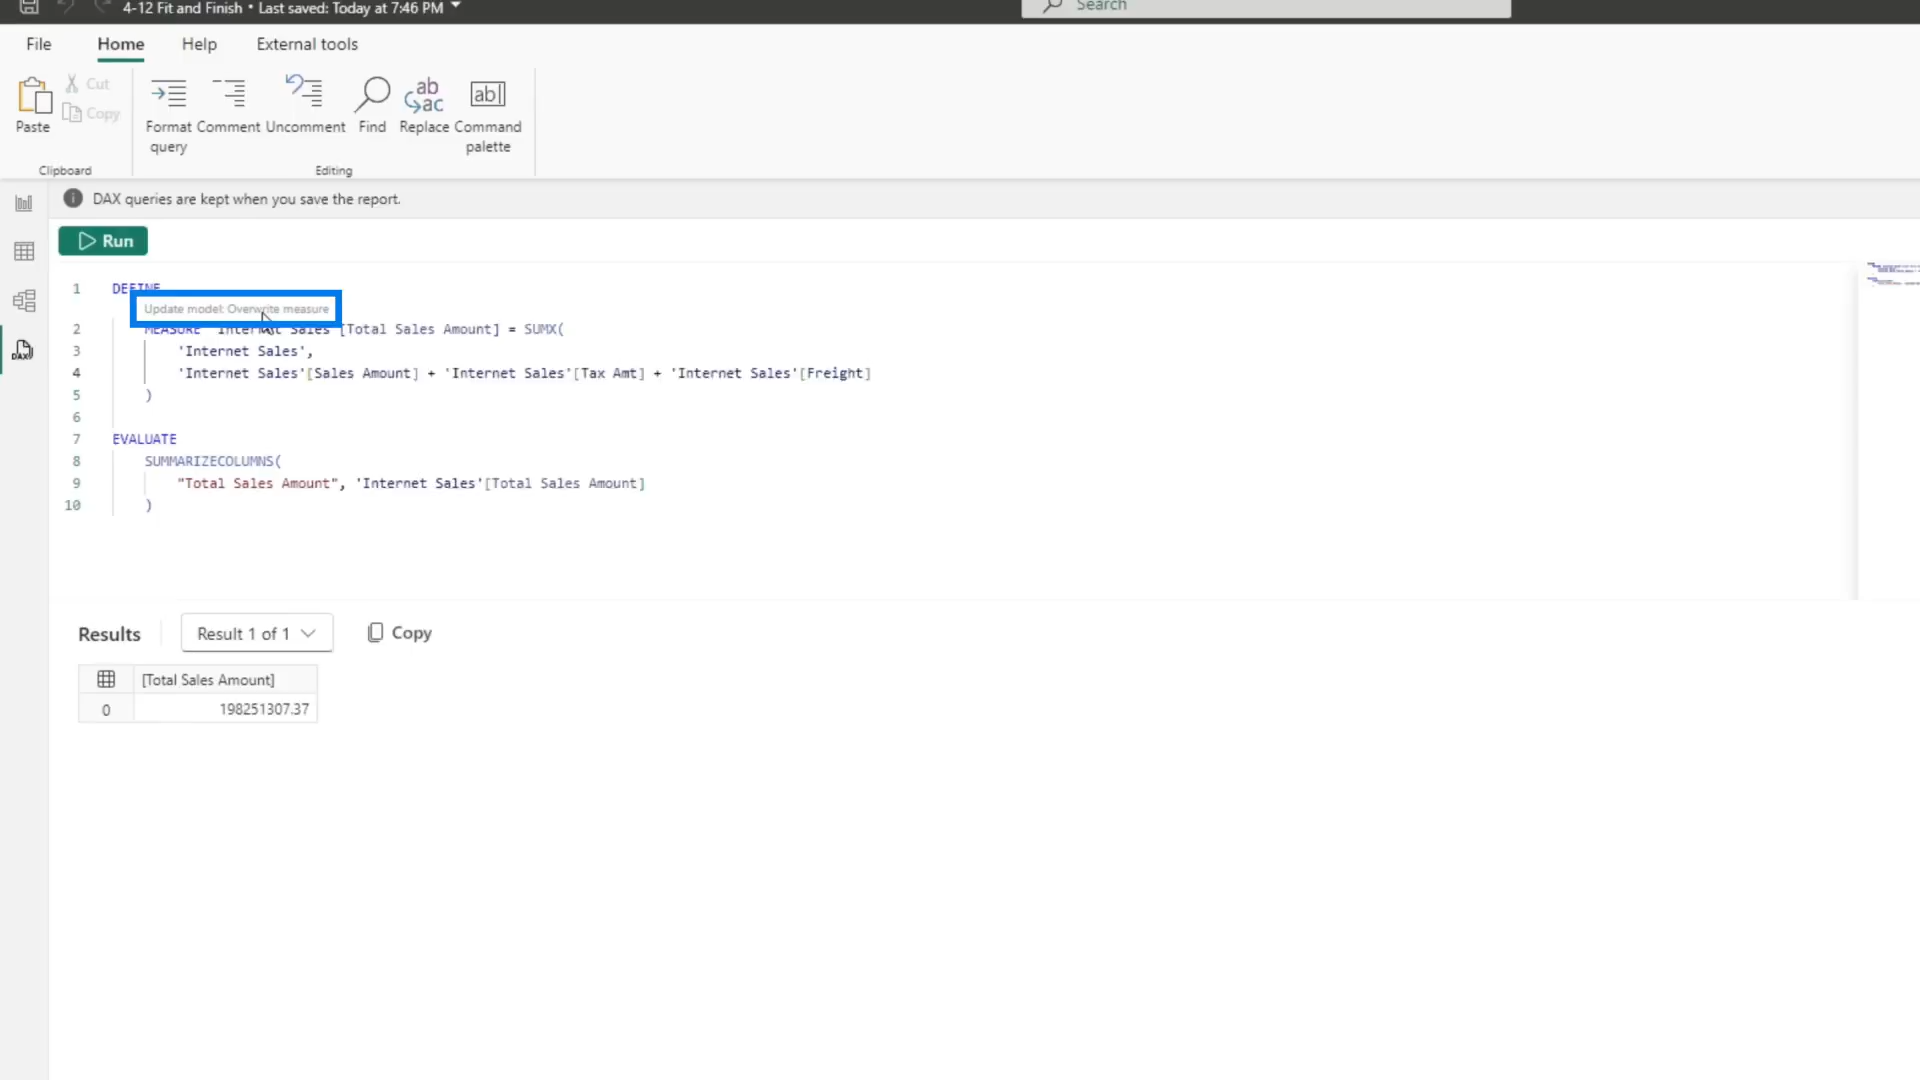 4-12 Fit and Finish • Last saved: Today at 7:46 PM
Search
File Home Help External tools
Paste
Cut
Copy
Format query
Comment
Uncomment
Find
Replace
Command palette
Clipboard
Editing
DAX queries are kept when you save the report.
Run
1 DEFINE
Update model: Overwrite measure
2 MEASURE 'Internet Sales'[Total Sales Amount] = SUMX(
3 'Internet Sales',
4 'Internet Sales'[Sales Amount] + 'Internet Sales'[Tax Amt] + 'Internet Sales'[Freight]
5 )
6
7 EVALUATE
8 SUMMARIZECOLUMNS(
9 "Total Sales Amount", 'Internet Sales'[Total Sales Amount]
10 )
DAX
Results
Result 1 of 1
Copy
[Total Sales Amount]
0 198251307.37